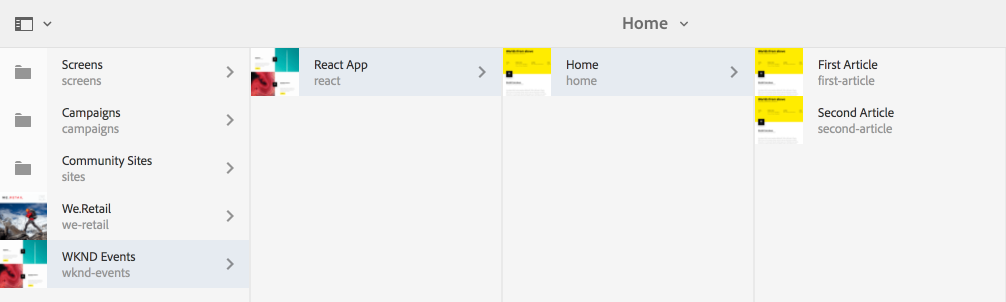 Home
Screens
screens
Campaigns
campaigns
Community Sites
sites
We.Retail
we-retail
WKND Events
wknd-events
React App
react
Home
home
First Article
first-article
Second Article
second-article